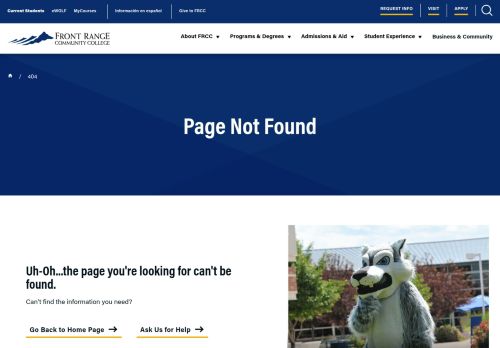 Current Students eWOLF MyCourses Información en español Give to FRCC REQUEST INFO VISIT APPLY
FRONT RANGE
COMMUNITY COLLEGE
About FRCC Programs & Degrees Admissions & Aid Student Experience Business & Community
/ 404
Page Not Found
Uh-Oh...the page you're looking for can't be
found.
Can't find the information you need?
Go Back to Home Page Ask Us for Help